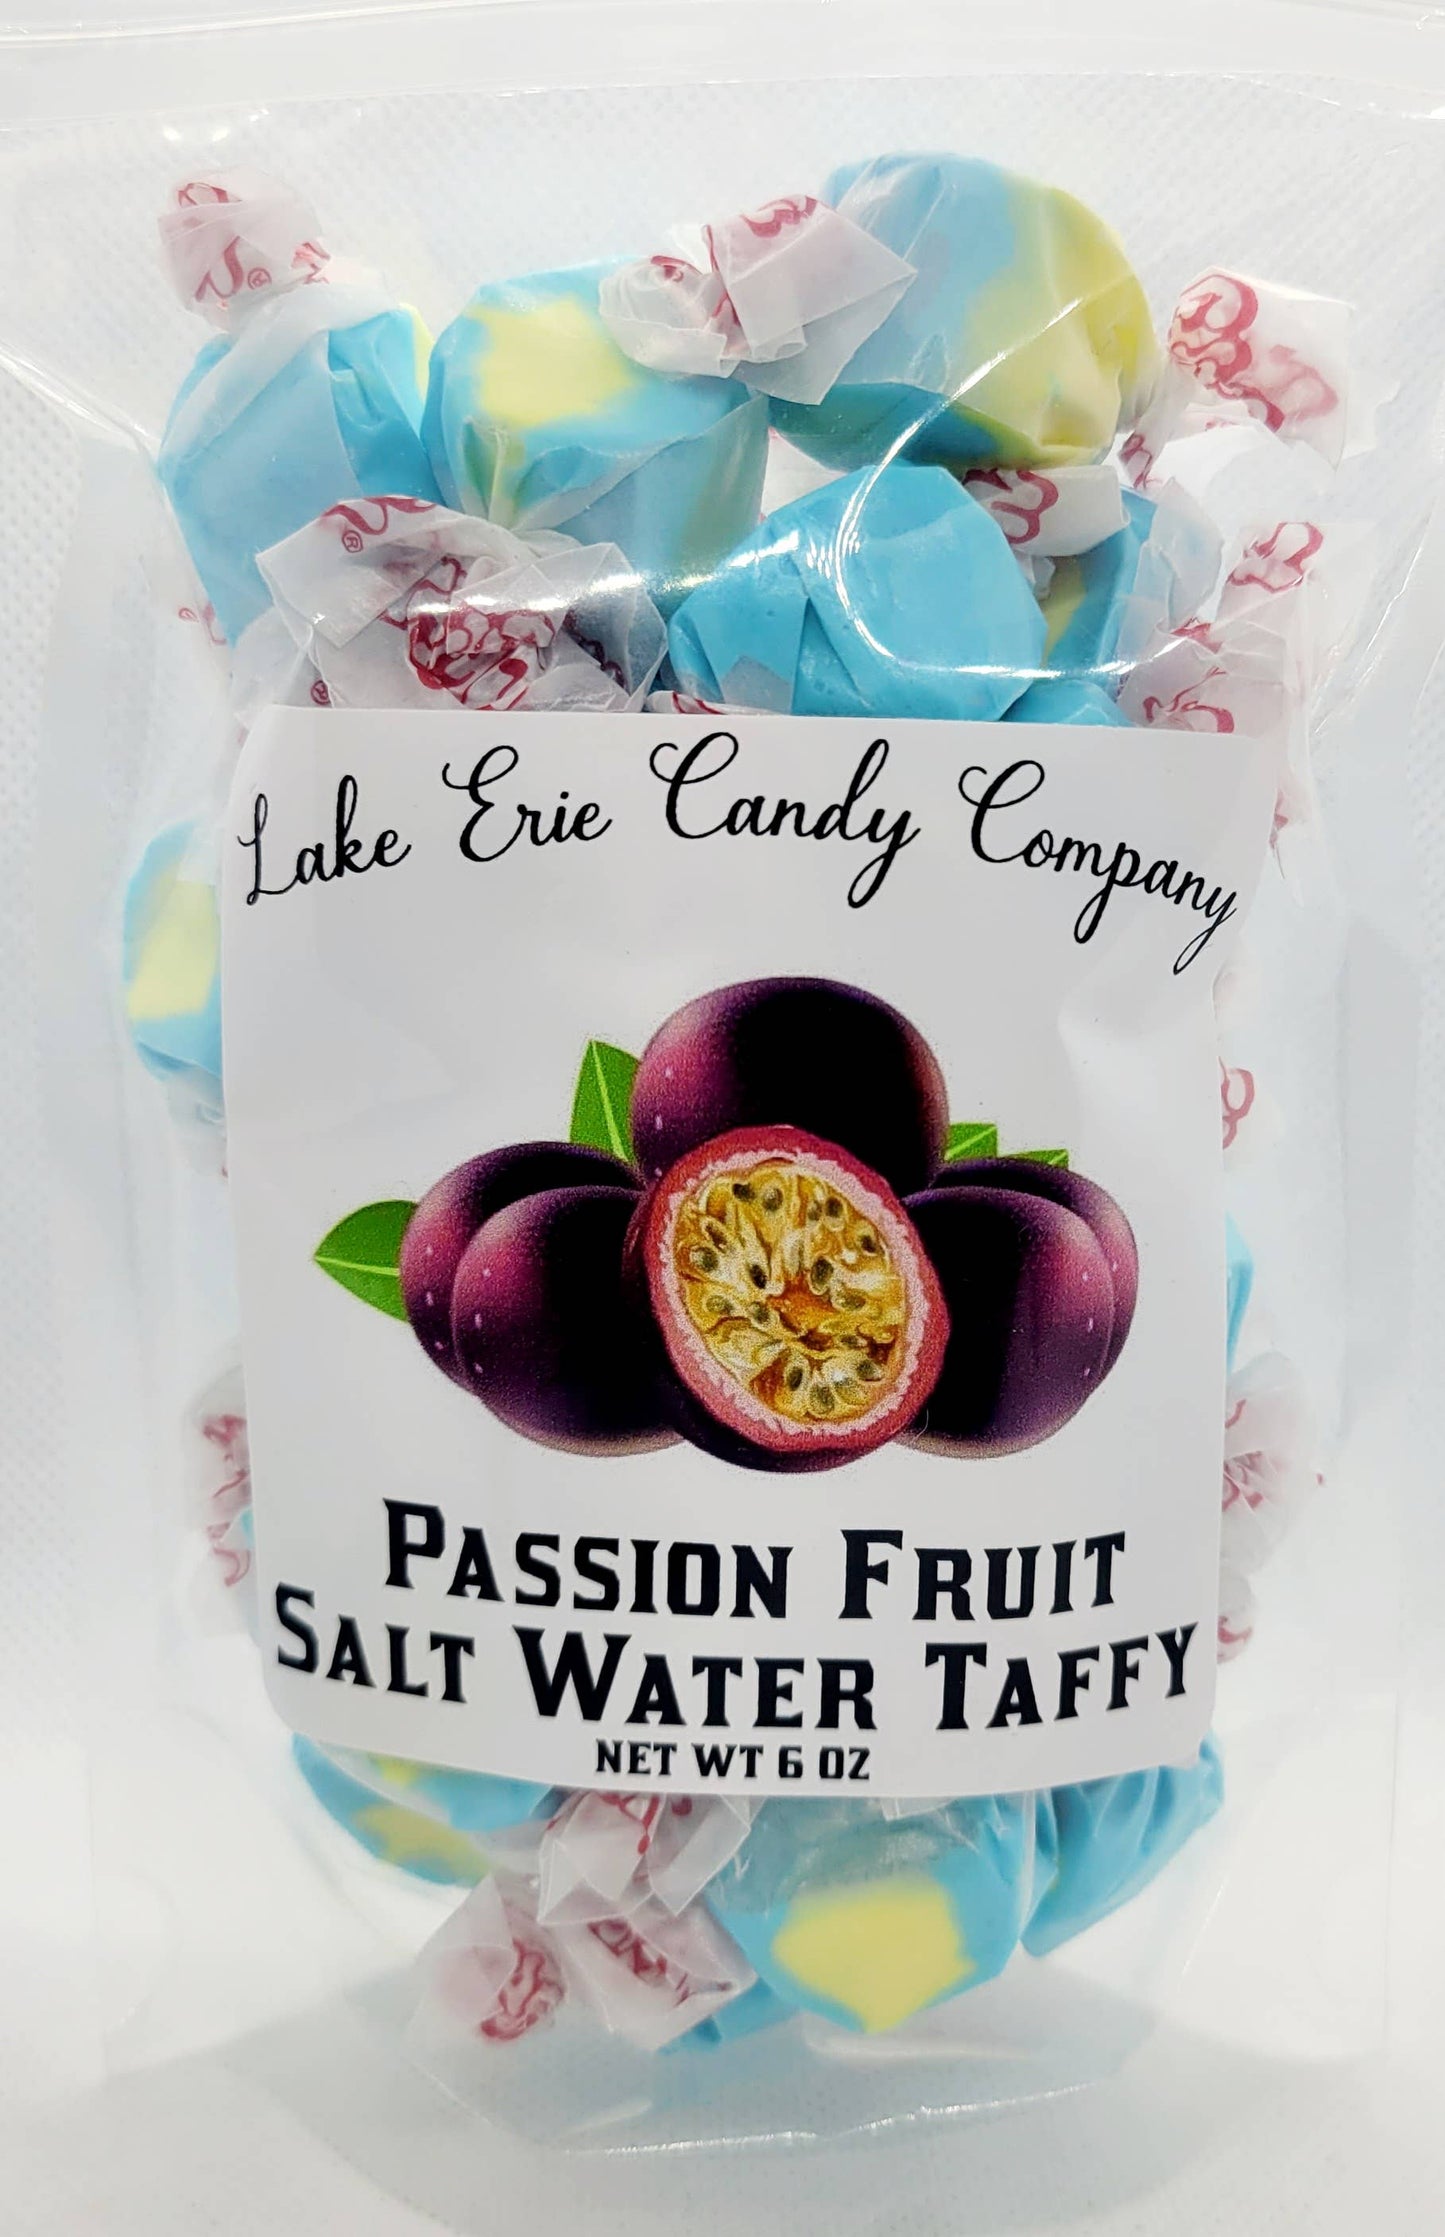 Lake Erie Candy Company
PASSION FRUIT
SALT WATER TAFFY
NET WT 6 OZ